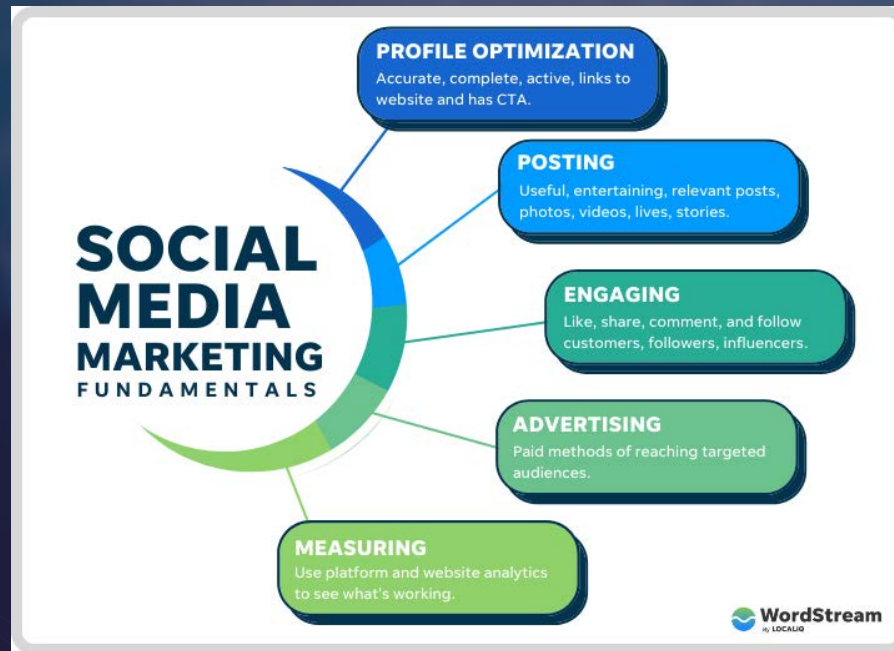 PROFILE OPTIMIZATION
Accurate, complete, active, links to
website and has CTA.
POSTING
Useful, entertaining, relevant posts,
photos, videos, lives, stories.
SOCIAL
MEDIA
MARKETING
FUNDAMENTALS
ENGAGING
Like, share, comment, and follow
customers, followers, influencers.
ADVERTISING
Paid methods of reaching targeted
audiences.
MEASURING
Use platform and website analytics
to see what's working.
WordStream
By LOCALiQ